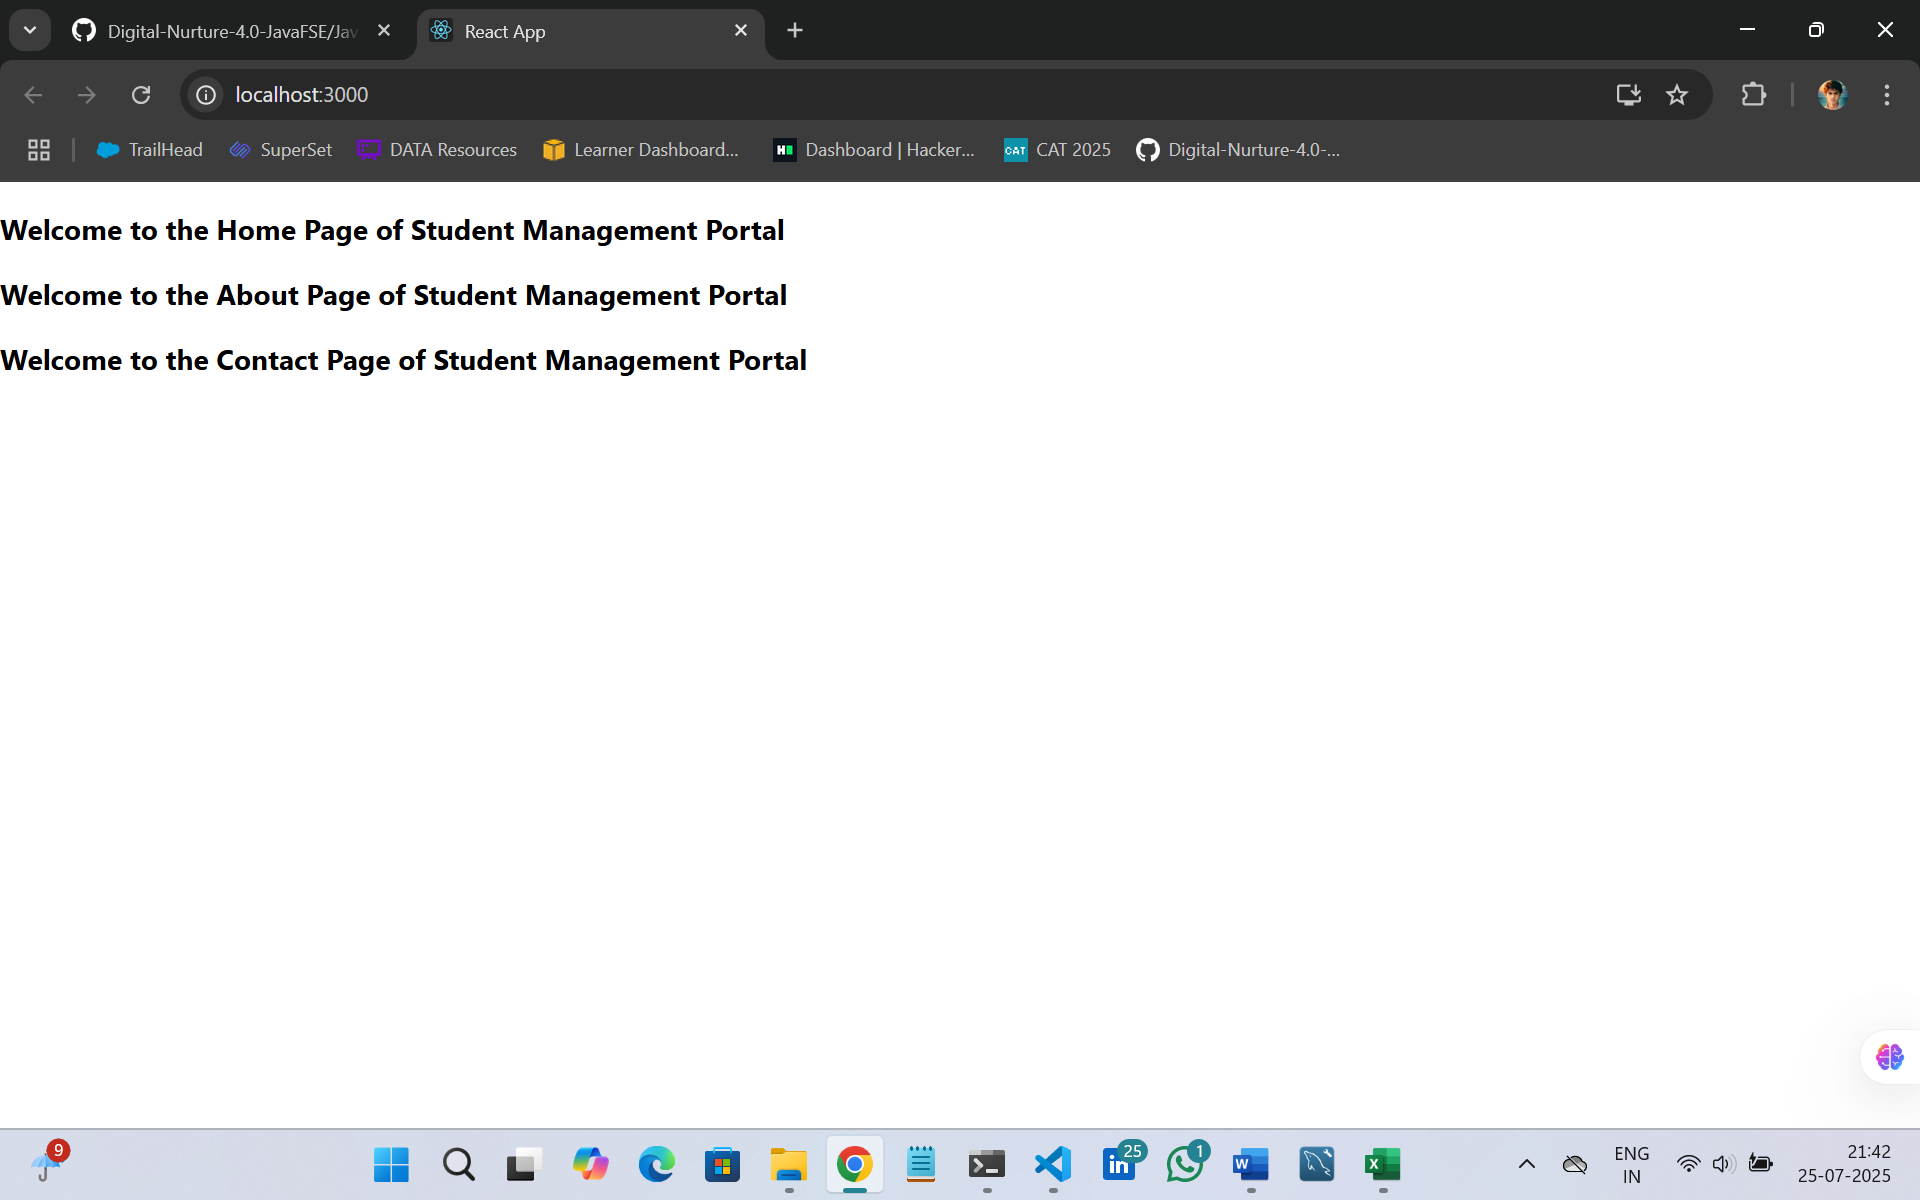 Digital-Nurture-4.0-JavaFSE/Jav
React App
localhost:3000
TrailHead
SuperSet
DATA Resources
Learner Dashboard...
H
Dashboard | Hacker...
CAT
CAT 2025
Digital-Nurture-4.0-...
Welcome to the Home Page of Student Management Portal
Welcome to the About Page of Student Management Portal
Welcome to the Contact Page of Student Management Portal
9
in
25
1
W
X
ENG
IN
21:42
25-07-2025